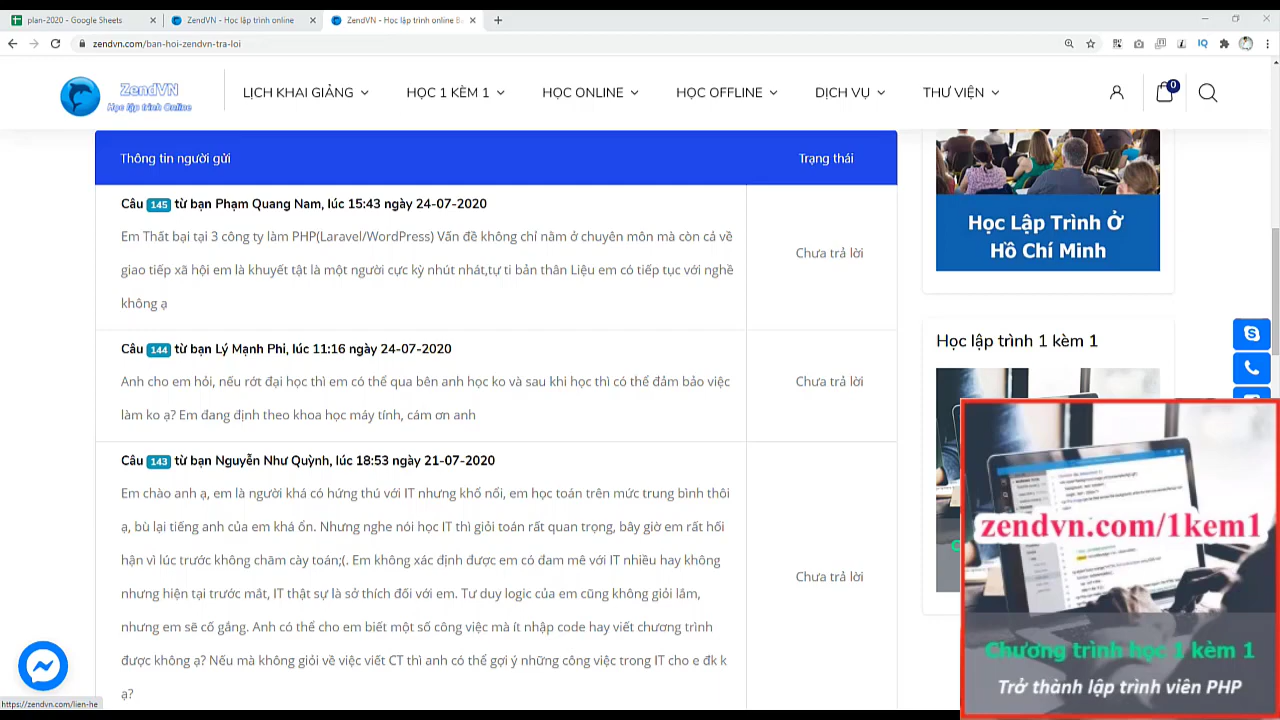 plan-2020 - Google Sheets
ZendVN - Học lập trình online
ZendVN - Học lập trình online B
zendvn.com/ban-hoi-zendvn-tra-loi
ZendVN
Học lập trình Online
LỊCH KHAI GIẢNG
HỌC 1 KÈM 1
HỌC ONLINE
HỌC OFFLINE
DỊCH VỤ
THƯ VIỆN
0
Thông tin người gửi
Trạng thái
Câu 145 từ bạn Phạm Quang Nam, lúc 15:43 ngày 24-07-2020
Em Thất bại tại 3 công ty làm PHP(Laravel/WordPress) Vấn đề không chỉ nằm ở chuyên môn mà còn cả về
giao tiếp xã hội em là khuyết tật là một người cực kỳ nhút nhát,tự ti bản thân Liệu em có tiếp tục với nghề
không ạ
Chưa trả lời
Câu 144 từ bạn Lý Mạnh Phi, lúc 11:16 ngày 24-07-2020
Anh cho em hỏi, nếu rớt đại học thì em có thể qua bên anh học ko và sau khi học thì có thể đảm bảo việc
làm ko ạ? Em đang định theo khoa học máy tính, cám ơn anh
Chưa trả lời
Câu 143 từ bạn Nguyễn Như Quỳnh, lúc 18:53 ngày 21-07-2020
Em chào anh ạ, em là người khá có hứng thú với IT nhưng khổ nổi, em học toán trên mức trung bình thôi
ạ, bù lại tiếng anh của em khá ổn. Nhưng nghe nói học IT thì giỏi toán rất quan trọng, bây giờ em rất hối
hận vì lúc trước không chăm cày toán;(. Em không xác định được em có đam mê với IT nhiều hay không
nhưng hiện tại trước mắt, IT thật sự là sở thích đối với em. Tư duy logic của em cũng không giỏi lắm,
nhưng em sẽ cố gắng. Anh có thể cho em biết một số công việc mà ít nhập code hay viết chương trình
được không ạ? Nếu mà không giỏi về việc viết CT thì anh có thể gợi ý những công việc trong IT cho e đk k
ạ?
Chưa trả lời
Học Lập Trình Ở
Hồ Chí Minh
Học lập trình 1 kèm 1
zendvn.com/1kem1
Chương trình học 1 kèm 1
Trở thành lập trình viên PHP
https://zendvn.com/lien-he